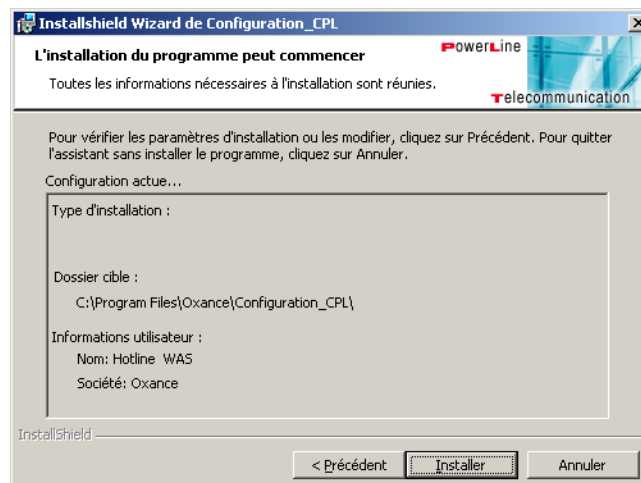 Installshield Wizard de Configuration_CPL
L'installation du programme peut commencer
Toutes les informations nécessaires à l'installation sont réunies.
PowerLine
Telecommunication
Pour vérifier les paramètres d'installation ou les modifier, cliquez sur Précédent. Pour quitter
l'assistant sans installer le programme, cliquez sur Annuler.
Configuration actue...
Type d'installation :
Dossier cible :
C:\Program Files\Oxance\Configuration_CPL\
Informations utilisateur :
Nom: Hotline WAS
Société: Oxance
InstallShield
< Précédent
Installer
Annuler